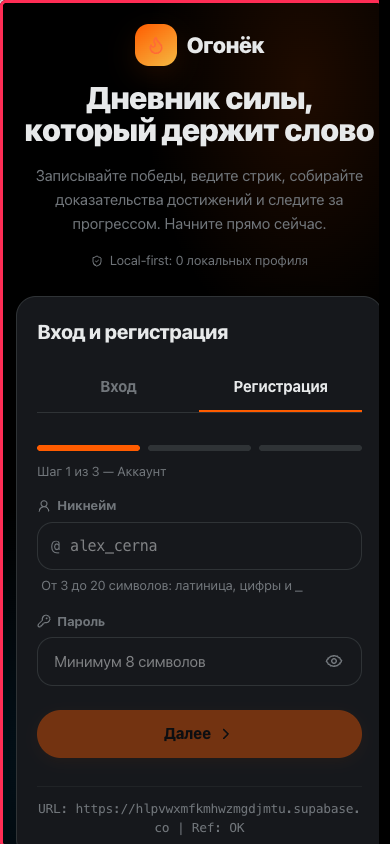 Огонёк
Дневник силы,
который держит слово
Записывайте победы, ведите стрик, собирайте
доказательства достижений и следите за
прогрессом. Начните прямо сейчас.
Local-first: 0 локальных профиля
Вход и регистрация
Вход
Регистрация
Шаг 1 из 3 — Аккаунт
Никнейм
@ alex_cerna
От 3 до 20 символов: латиница, цифры и _
Пароль
Минимум 8 символов
Далее
URL: https://hlpvwxmfkmhwzmgdjmtu.supabase.
co | Ref: OK